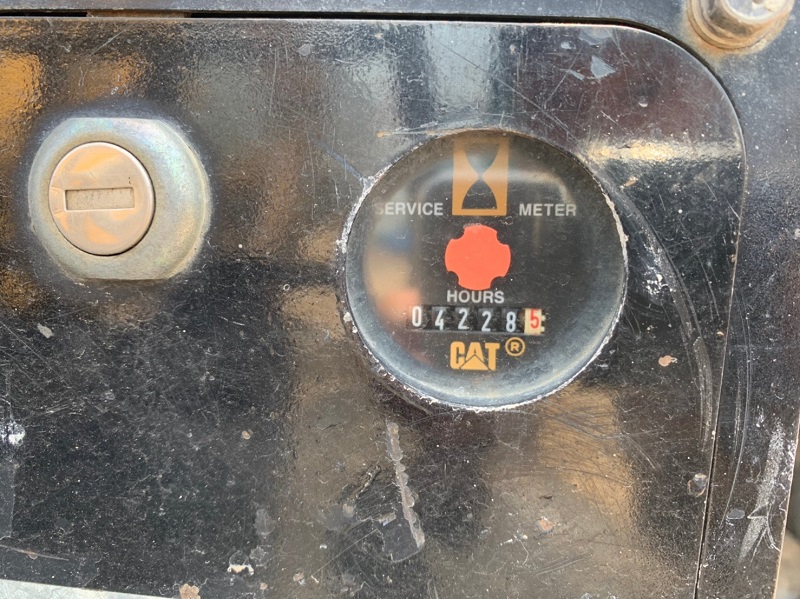 SERVICE METER
HOURS
042285
CAT ®